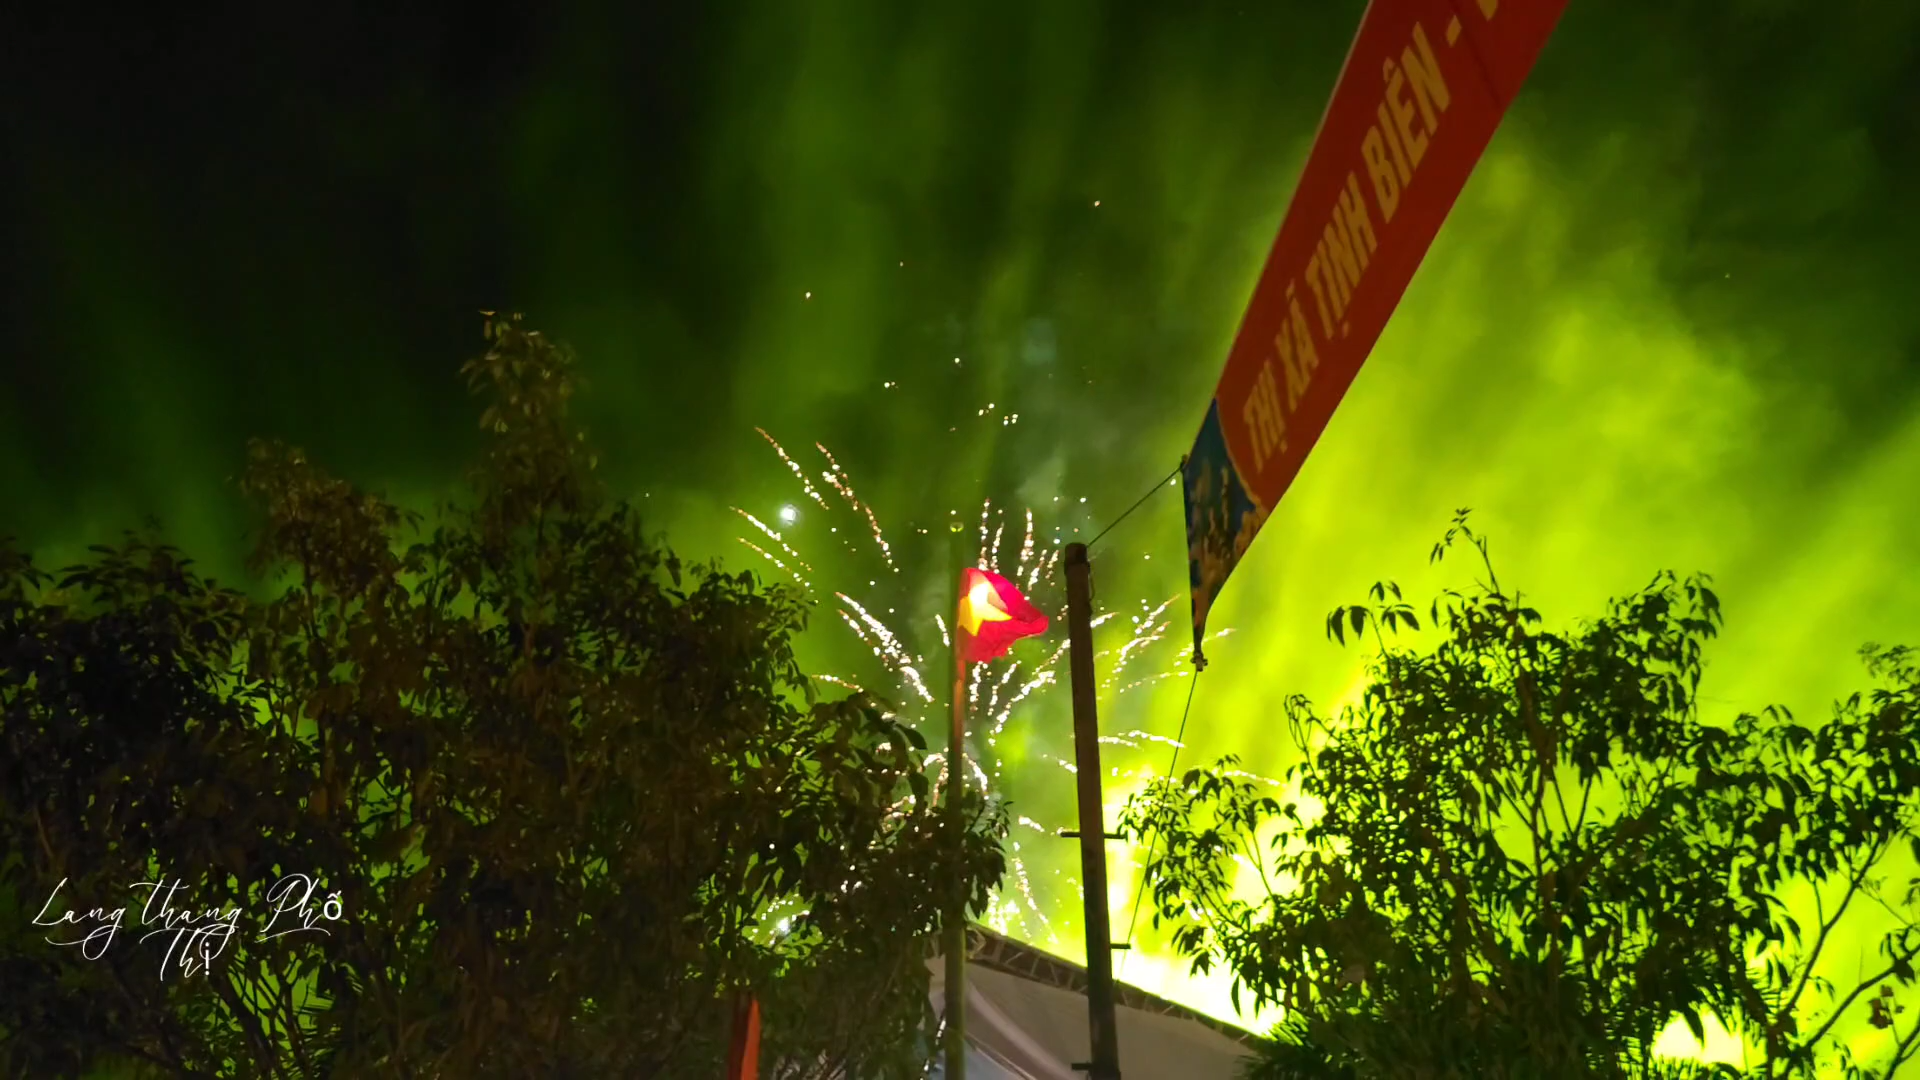 THỊ XÃ TỊNH BIÊN -
Lang thang Phố
Thị